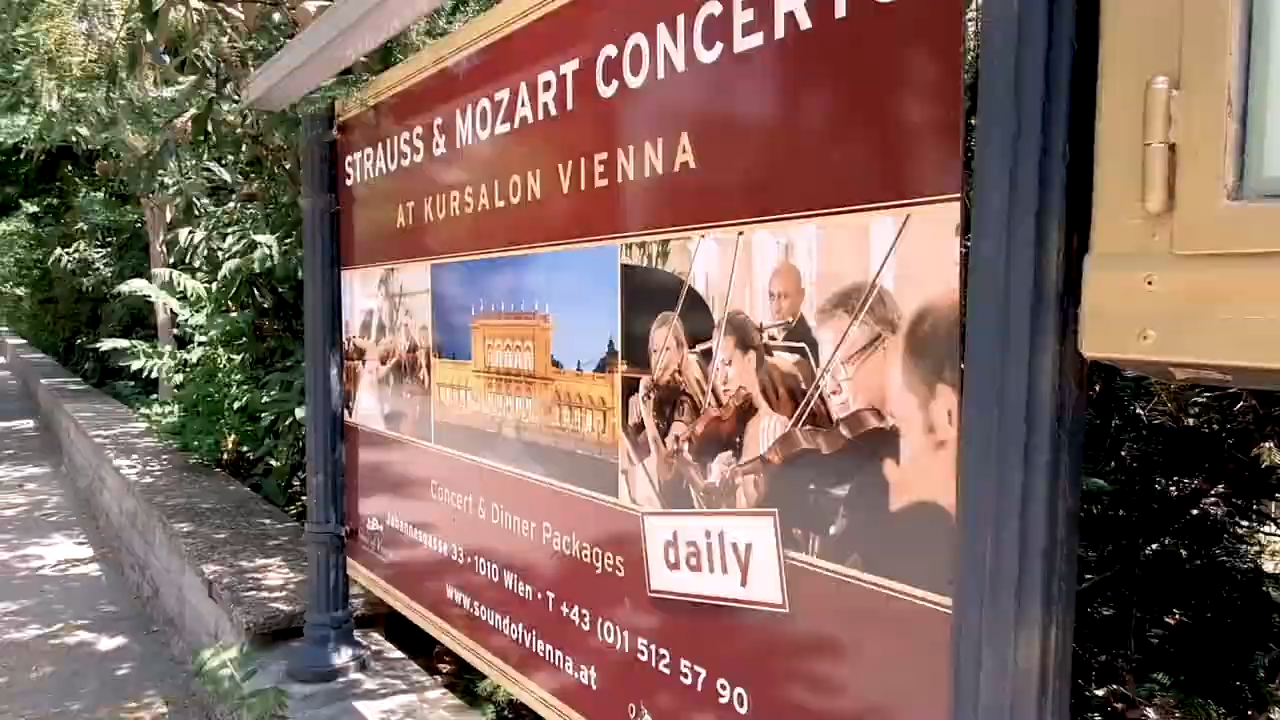 STRAUSS & MOZART CONCERTS
AT KURSALON VIENNA
Concert & Dinner Packages
daily
Johannesgasse 33 · 1010 Wien · T +43 (0)1 512 57 90
www.soundofvienna.at